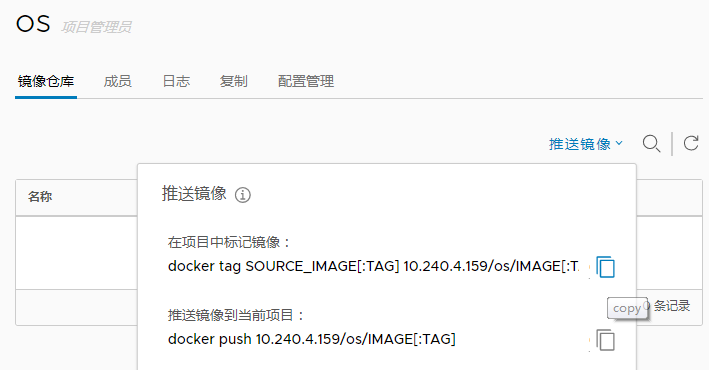 OS 项目管理员
镜像仓库 成员 日志 复制 配置管理
推送镜像
名称
推送镜像
在项目中标记镜像：
docker tag SOURCE_IMAGE[:TAG] 10.240.4.159/os/IMAGE[:TA
copy 0 条记录
推送镜像到当前项目：
docker push 10.240.4.159/os/IMAGE[:TAG]